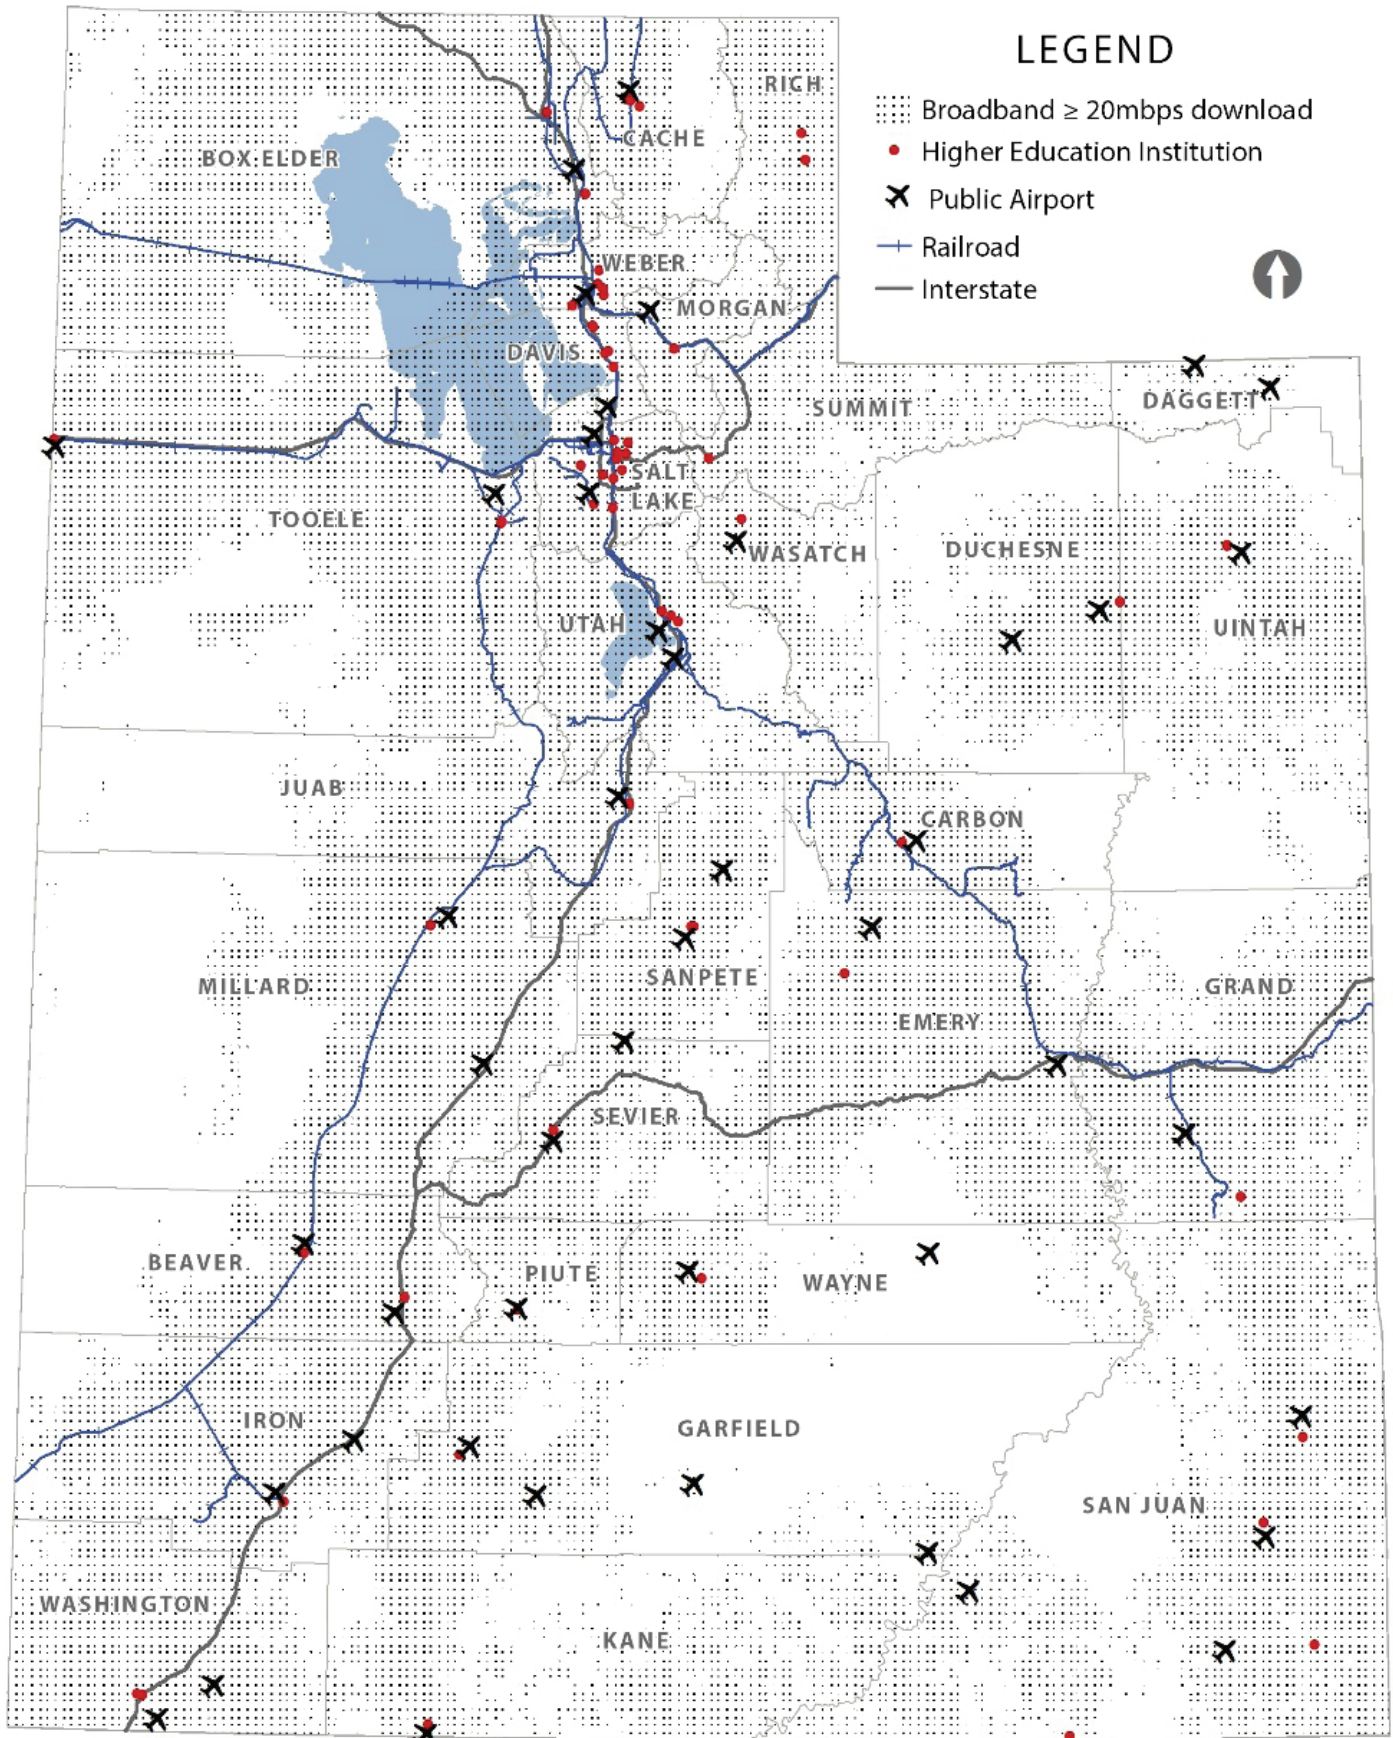 LEGEND
Broadband ≥ 20mbps download
Higher Education Institution
Public Airport
Railroad
Interstate
RICH
CACHE
BOX ELDER
WEBER
MORGAN
DAVIS
SUMMIT
DAGGETT
SALT
LAKE
TOOELE
WASATCH
DUCHESNE
UTAH
UINTAH
JUAB
CARBON
SANPETE
MILLARD
GRAND
EMERY
SEVIER
BEAVER
PIUTE
WAYNE
IRON
GARFIELD
SAN JUAN
WASHINGTON
KANE